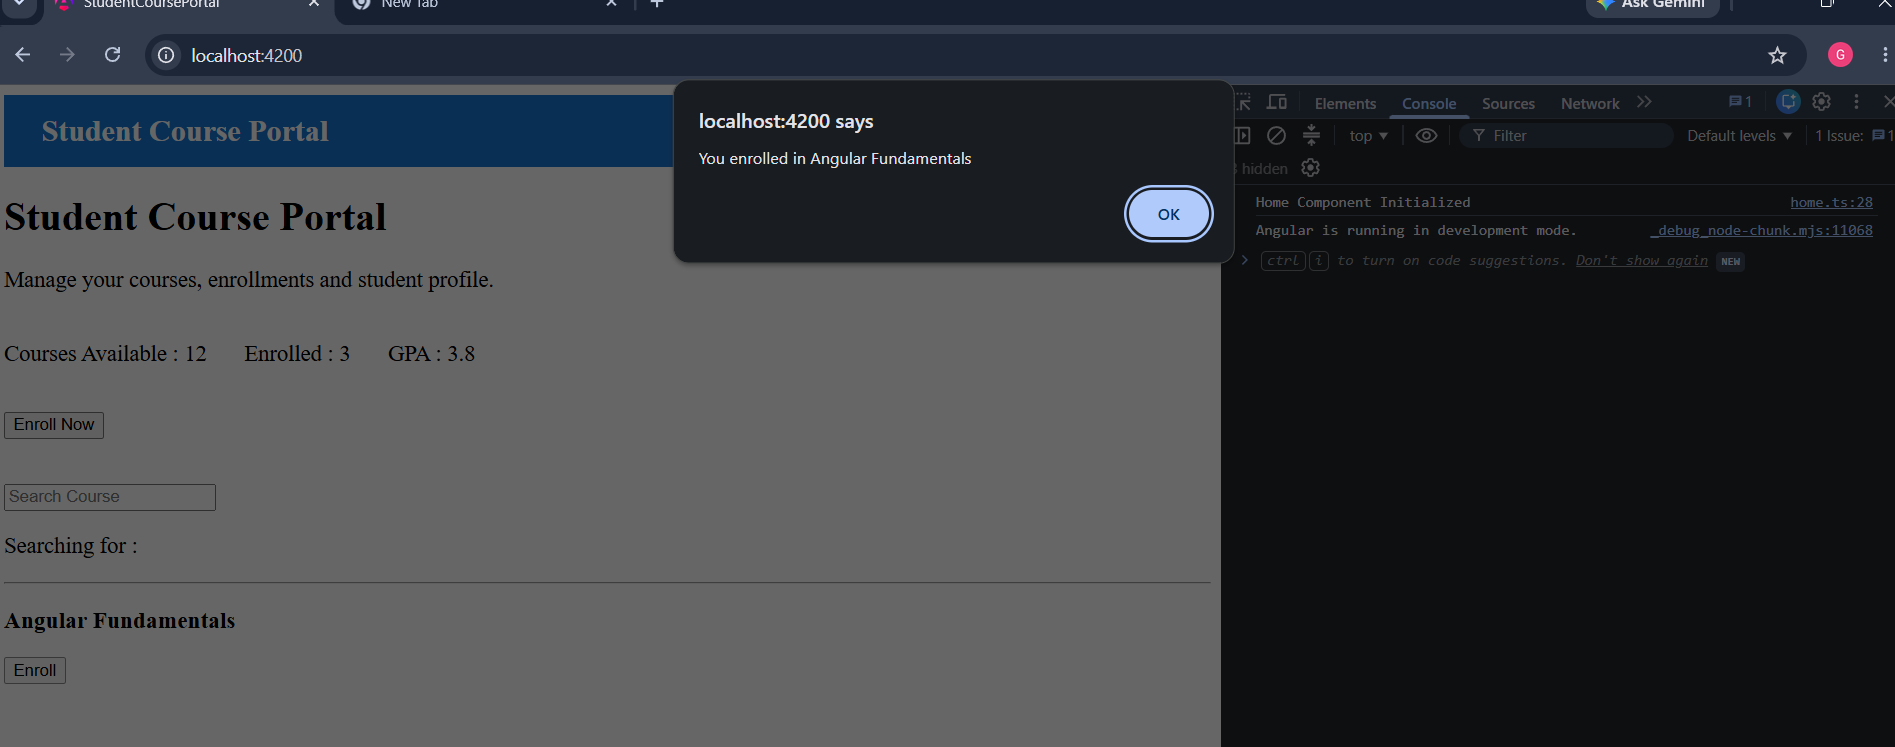 StudentCoursePortal
New Tab
Ask Gemini
localhost:4200
G
Student Course Portal
localhost:4200 says
You enrolled in Angular Fundamentals
OK
Elements Console Sources Network 1
top Filter Default levels 1 Issue: 1
hidden
Home Component Initialized home.ts:28
Angular is running in development mode. _debug_node-chunk.mjs:11068
ctrl i to turn on code suggestions. Don't show again NEW
Student Course Portal
Manage your courses, enrollments and student profile.
Courses Available : 12 Enrolled : 3 GPA : 3.8
Enroll Now
Search Course
Searching for :
Angular Fundamentals
Enroll